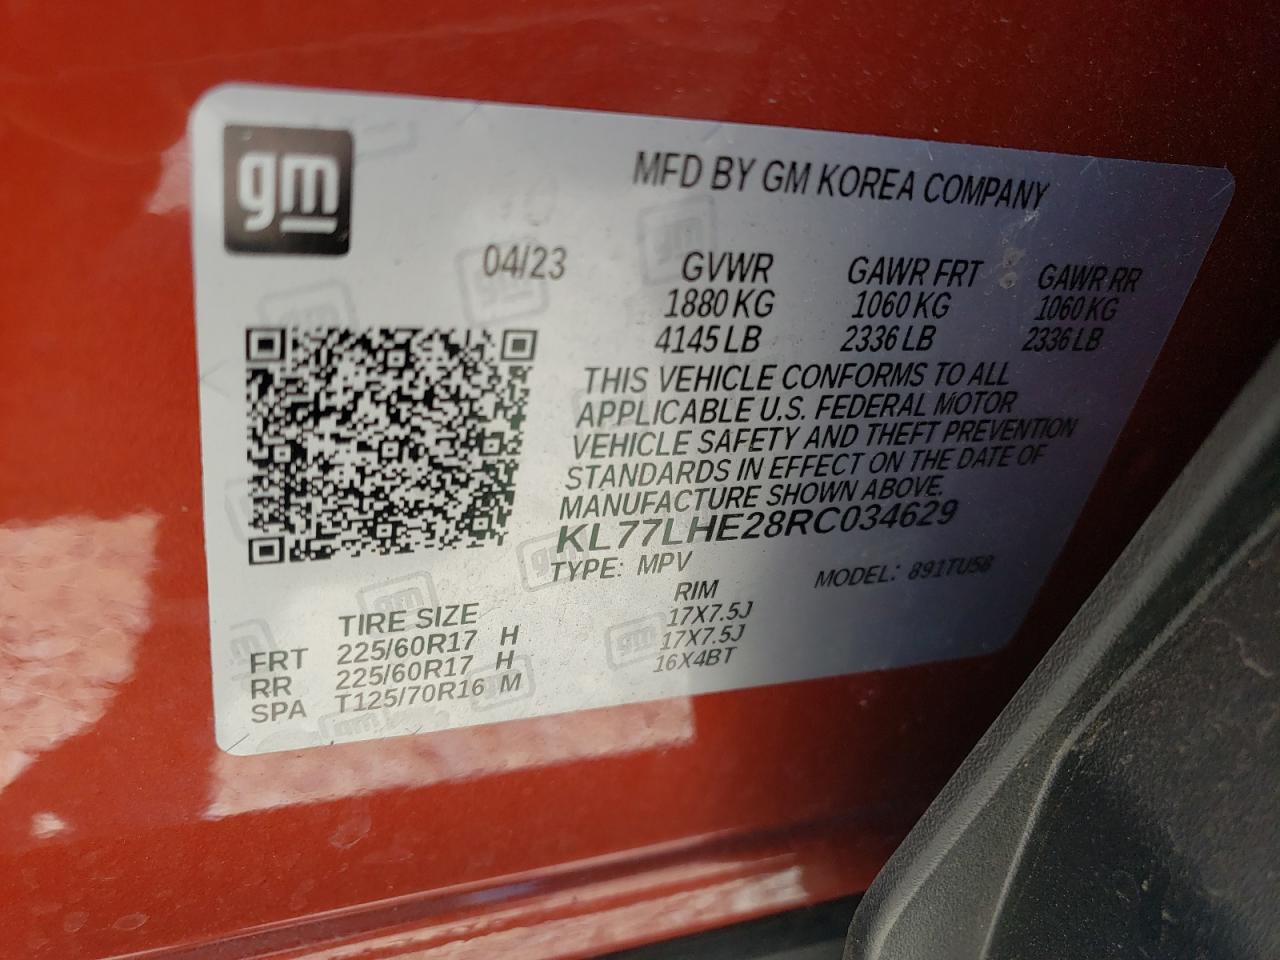 gm
MFD BY GM KOREA COMPANY
04/23 GVWR GAWR FRT GAWR RR
1880 KG 1060 KG 1060 KG
4145 LB 2336 LB 2336 LB
THIS VEHICLE CONFORMS TO ALL
APPLICABLE U.S. FEDERAL MOTOR
VEHICLE SAFETY AND THEFT PREVENTION
STANDARDS IN EFFECT ON THE DATE OF
MANUFACTURE SHOWN ABOVE.
KL77LHE28RC034629
TYPE: MPV MODEL: 891TU58
TIRE SIZE RIM
FRT 225/60R17 H 17X7.5J
RR 225/60R17 H 17X7.5J
SPA T125/70R16 M 16X4BT